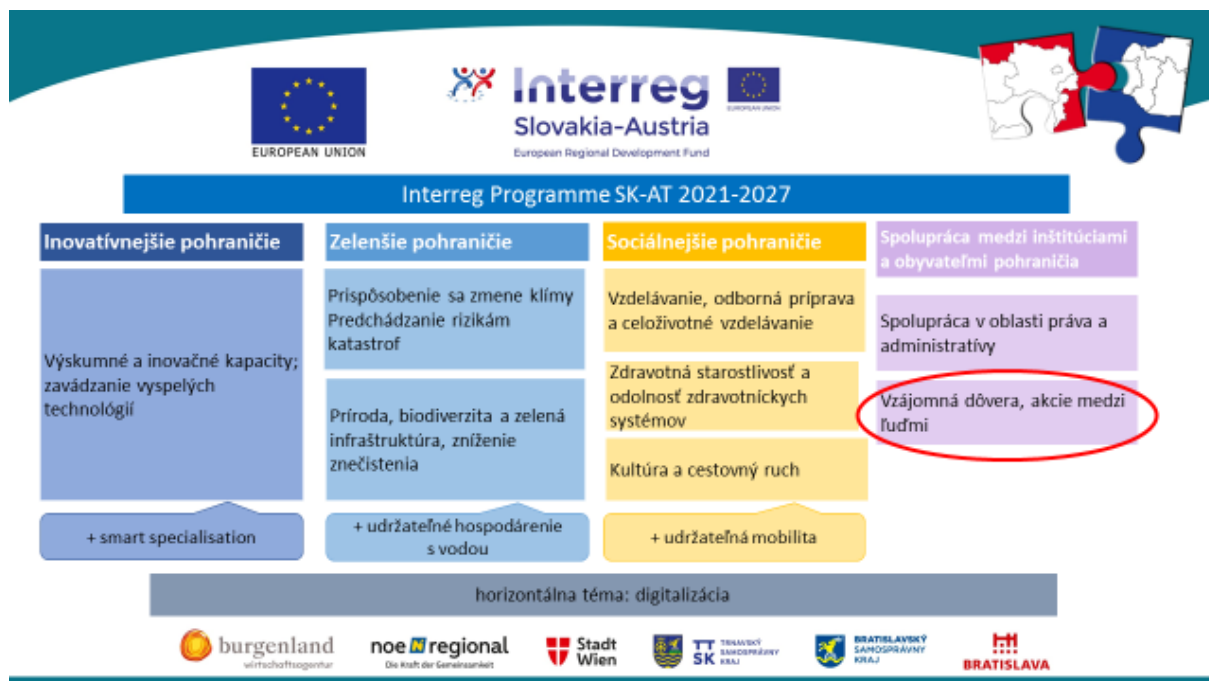 EUROPEAN UNION
Interreg
EUROPEAN UNION
Slovakia-Austria
European Regional Development Fund
Interreg Programme SK-AT 2021-2027
Inovatívnejšie pohraničie
Výskumné a inovačné kapacity;
zavádzanie vyspelých
technológií
+ smart specialisation
Zelenšie pohraničie
Prispôsobenie sa zmene klímy
Predchádzanie rizikám
katastrof
Príroda, biodiverzita a zelená
infraštruktúra, zníženie
znečistenia
+ udržateľné hospodárenie
s vodou
Sociálnejšie pohraničie
Vzdelávanie, odborná príprava
a celoživotné vzdelávanie
Zdravotná starostlivosť a
odolnosť zdravotníckych
systémov
Kultúra a cestovný ruch
+ udržateľná mobilita
Spolupráca medzi inštitúciami
a obyvateľmi pohraničia
Spolupráca v oblasti práva a
administratívy
Vzájomná dôvera, akcie medzi
ľuďmi
horizontálna téma: digitalizácia
burgenland
wirtschaftsagentur
noe N regional
Die Kraft der Gemeinsamkeit
Stadt
Wien
TT
SK
TRNAVSKÝ
SAMOSPRÁVNY
KRAJ
BRATISLAVSKÝ
SAMOSPRÁVNY
KRAJ
BRATISLAVA